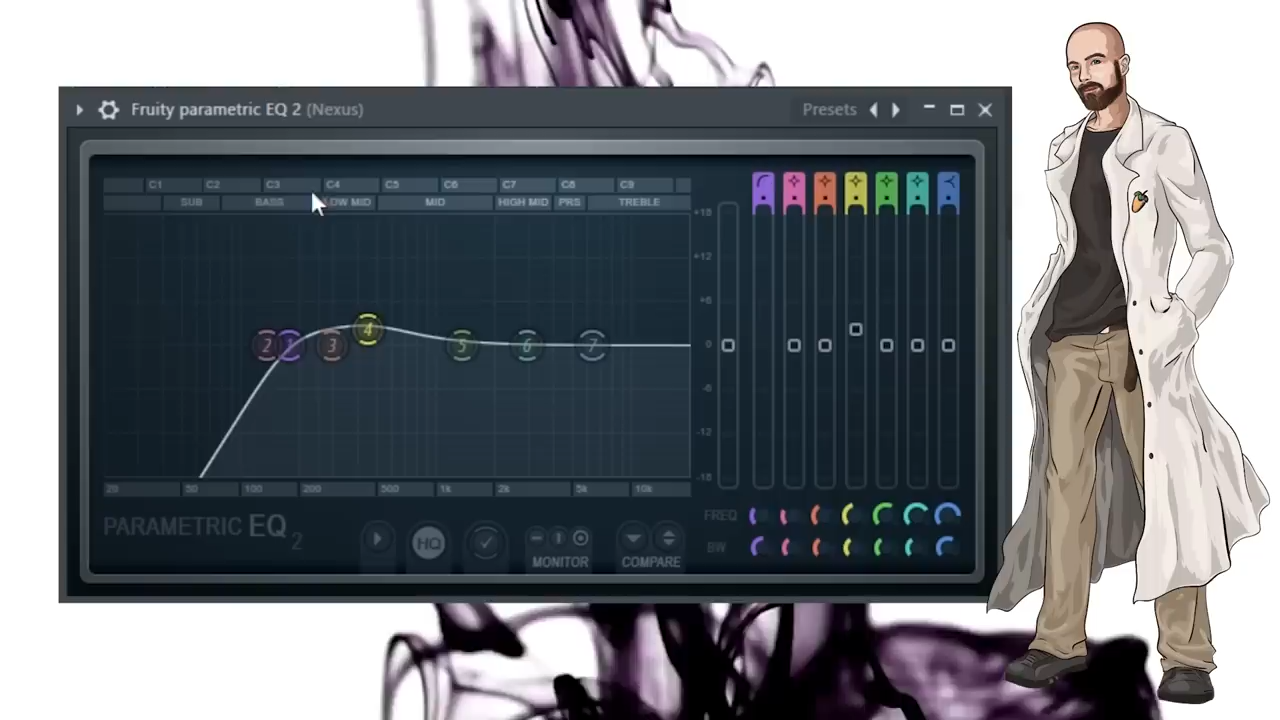 Fruity parametric EQ 2 (Nexus)
Presets
C1 C2 C3 C4 C5 C6 C7 C8 C9
SUB BASS LOW MID MID HIGH MID PRS TREBLE
+18
+12
+6
0
-6
-12
-18
2 1 3 4 5 6 7
20 50 100 200 500 1k 2k 5k 10k
FREQ
BW
PARAMETRIC EQ 2
HQ
MONITOR
COMPARE